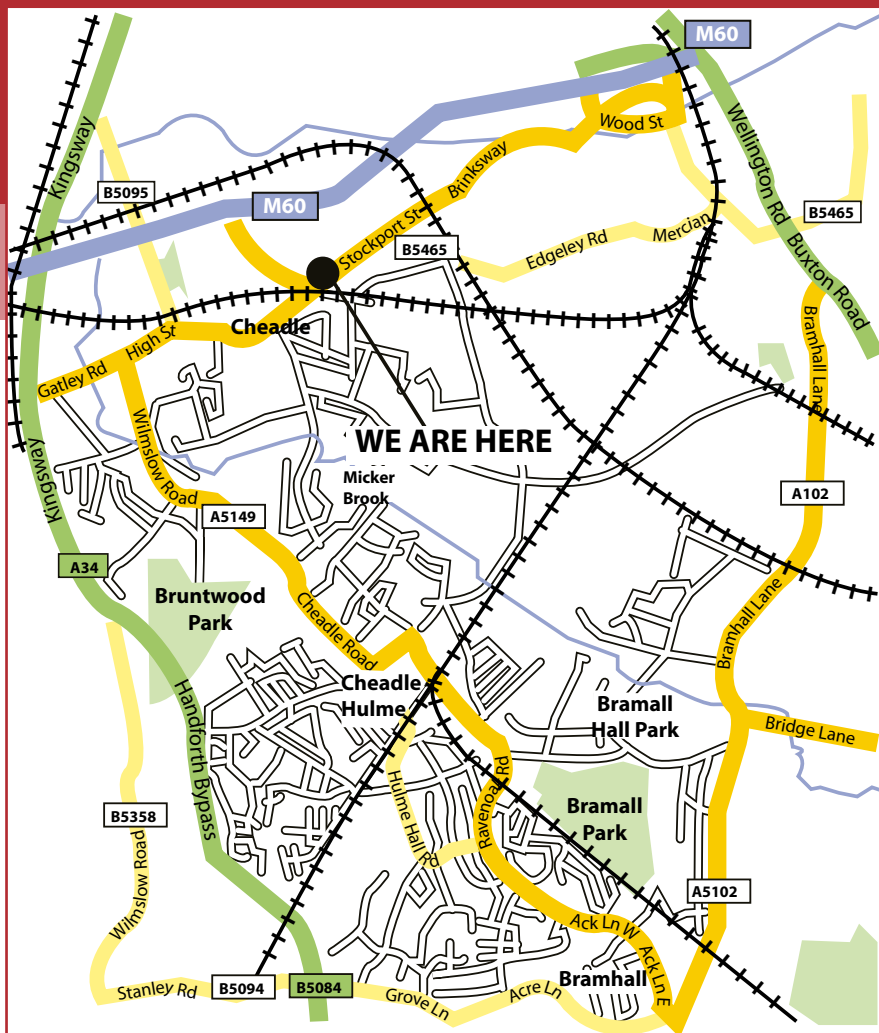 M60
Kingsway
Wood St
Wellington Rd
Brinksway
B5095
M60
Stockport St
B5465
Mercian
B5465
Edgeley Rd
Buxton Road
Cheadle
High St
Gatley Rd
Bramhall Lane
WE ARE HERE
Wilmslow Road
Micker
Brook
Kingsway
A5149
A102
A34
Bruntwood
Park
Cheadle Road
Bramhall Lane
Cheadle
Hulme
Bramall
Hall Park
Bridge Lane
Handforth Bypass
Hulme Hall Rd
Ravenoak Rd
Bramall
Park
B5358
Wilmslow Road
A5102
Ack Ln W
Ack Ln E
Bramhall
Stanley Rd
B5094
B5084
Grove Ln
Acre Ln